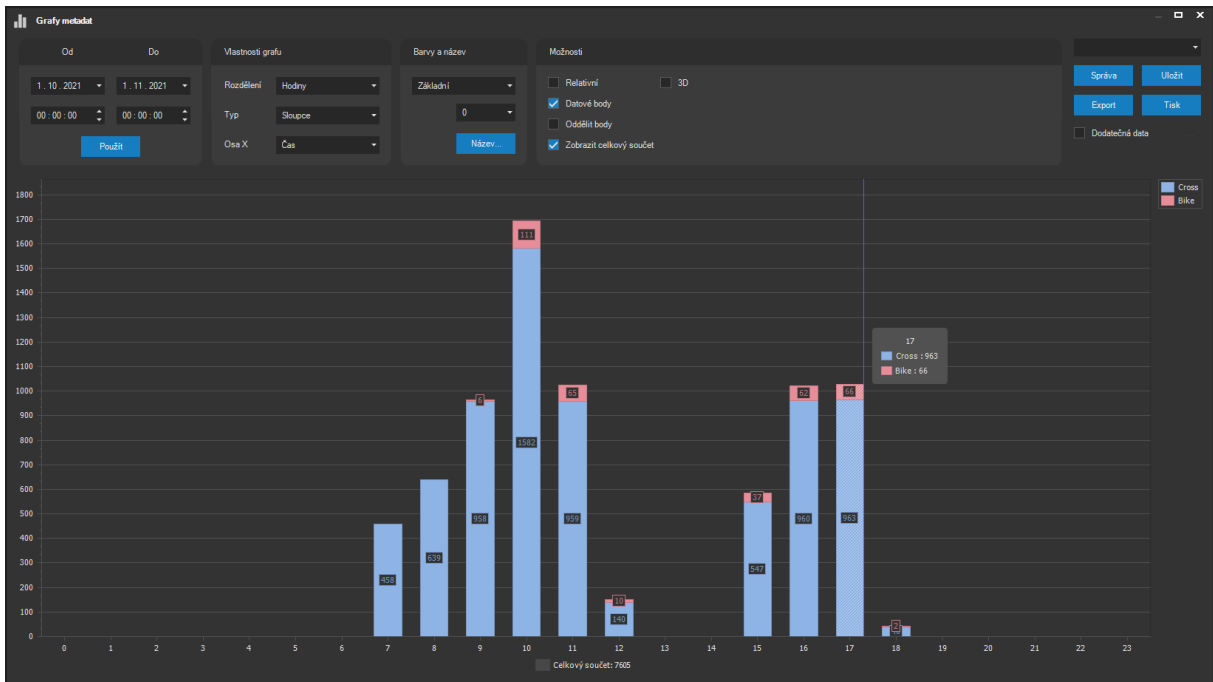 Grafy metadat
Od Do
1 . 10 . 2021 1 . 11 . 2021
00 : 00 : 00 00 : 00 : 00
Použít
Vlastnosti grafu
Rozdělení Hodiny
Typ Sloupce
Osa X Čas
Barvy a název
Základní
0
Název...
Možnosti
Relativní 3D
Datové body
Oddělit body
Zobrazit celkový součet
Správa Uložit
Export Tisk
Dodatečná data
Cross
Bike
1800
1700
1600
1500
1400
1300
1200
1100
1000
900
800
700
600
500
400
300
200
100
0
458
639
6
958
111
1582
65
959
10
140
37
547
62
960
66
963
2
17
Cross : 963
Bike : 66
0 1 2 3 4 5 6 7 8 9 10 11 12 13 14 15 16 17 18 19 20 21 22 23
Celkový součet: 7605